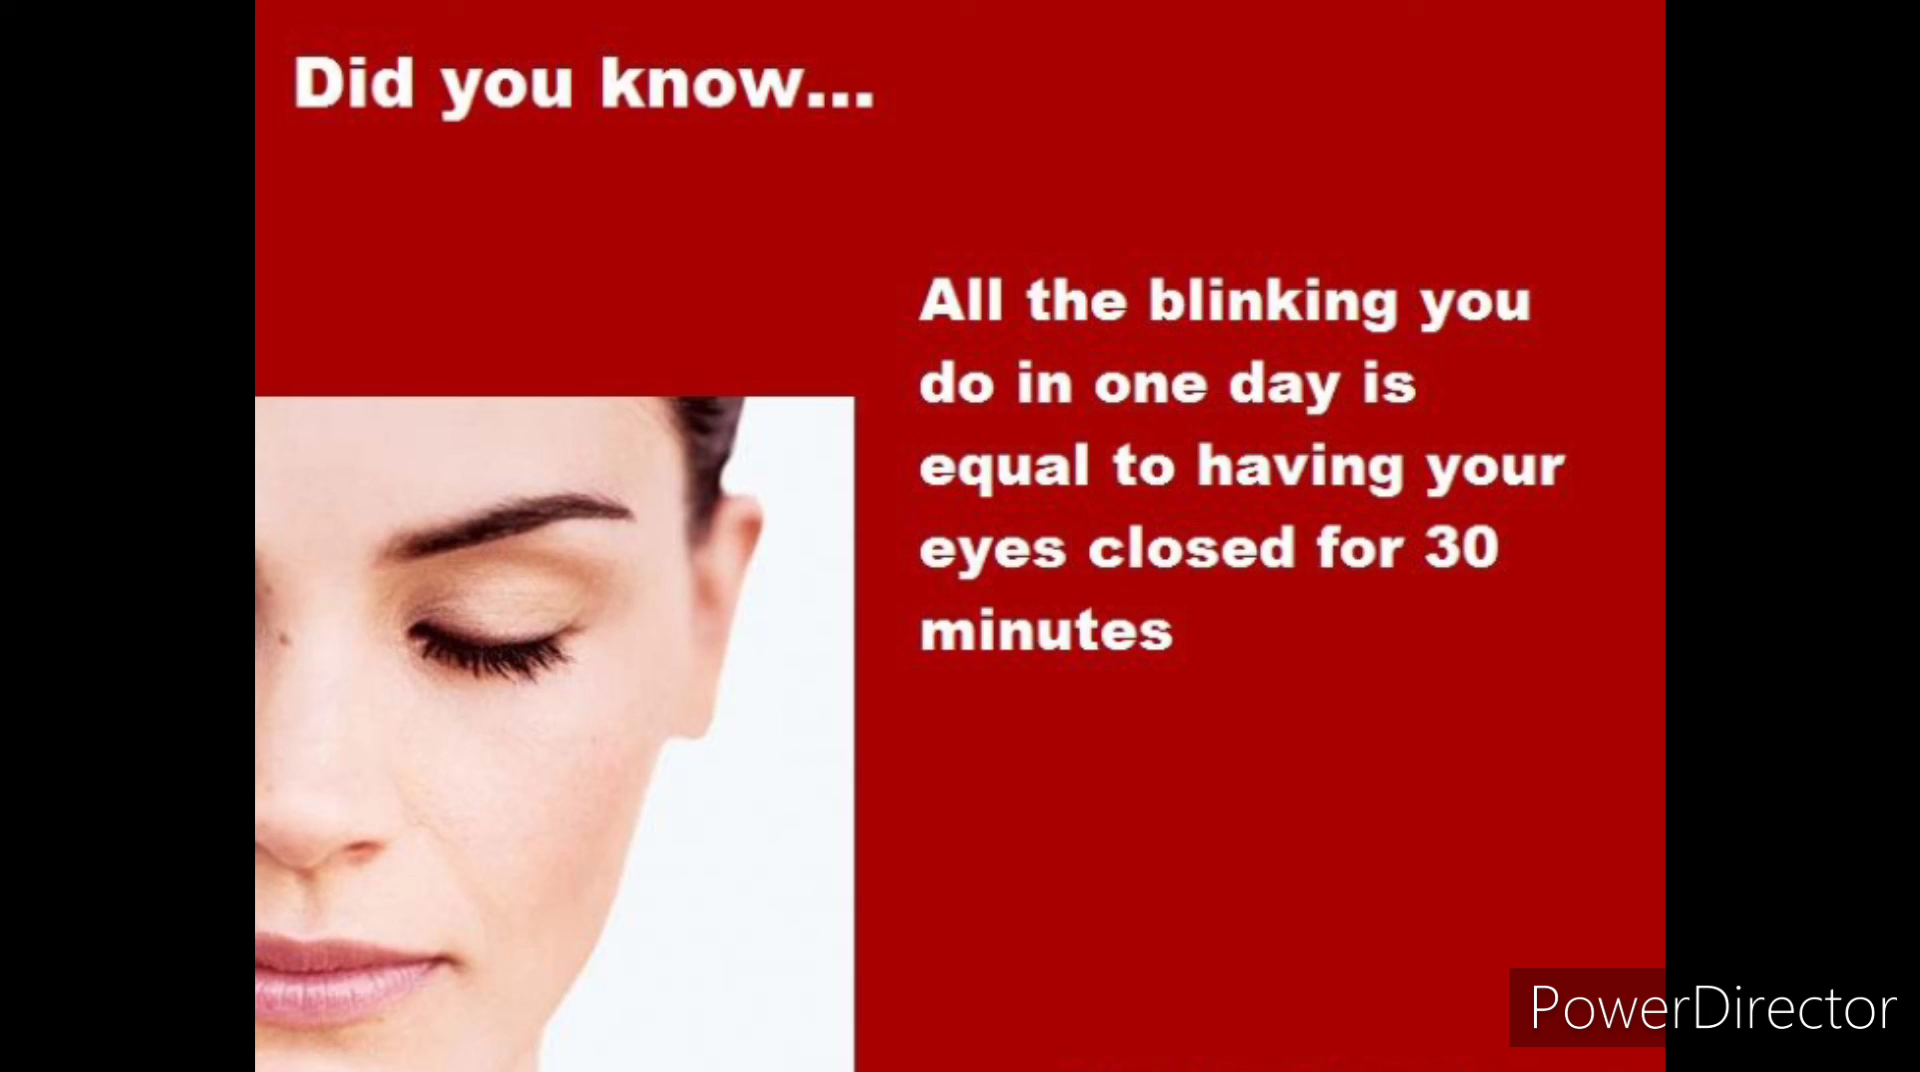 Did you know...
All the blinking you
do in one day is
equal to having your
eyes closed for 30
minutes
PowerDirector